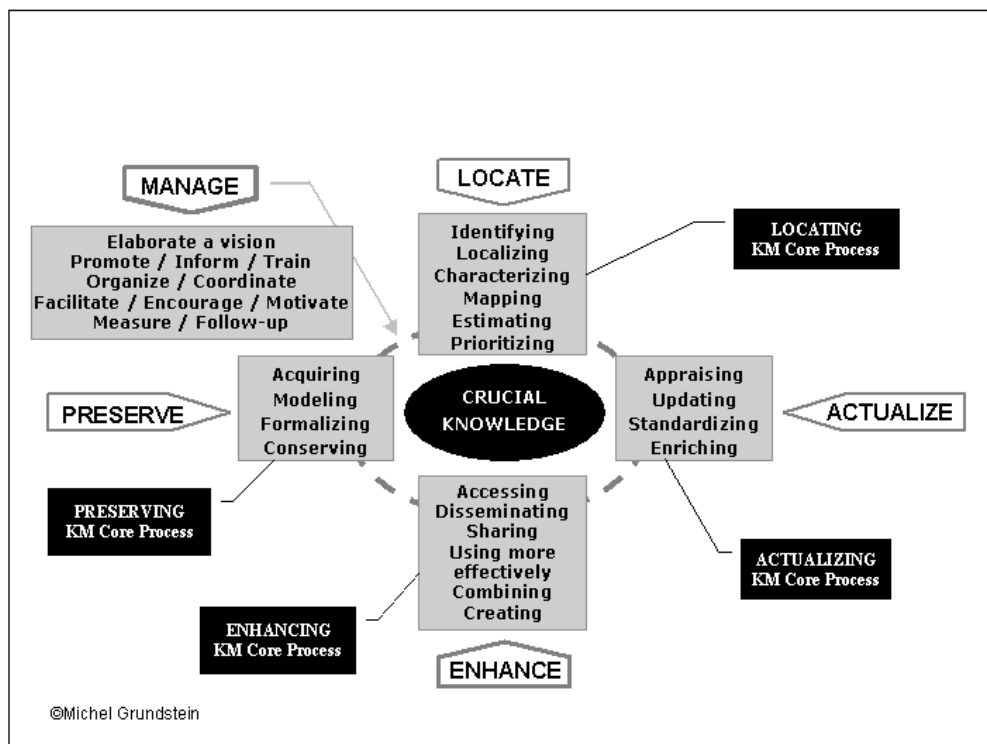 MANAGE
Elaborate a vision
Promote / Inform / Train
Organize / Coordinate
Facilitate / Encourage / Motivate
Measure / Follow-up
LOCATE
Identifying
Localizing
Characterizing
Mapping
Estimating
Prioritizing
LOCATING
KM Core Process
PRESERVE
Acquiring
Modeling
Formalizing
Conserving
CRUCIAL
KNOWLEDGE
Appraising
Updating
Standardizing
Enriching
ACTUALIZE
PRESERVING
KM Core Process
Accessing
Disseminating
Sharing
Using more
effectively
Combining
Creating
ACTUALIZING
KM Core Process
ENHANCING
KM Core Process
ENHANCE
©Michel Grundstein